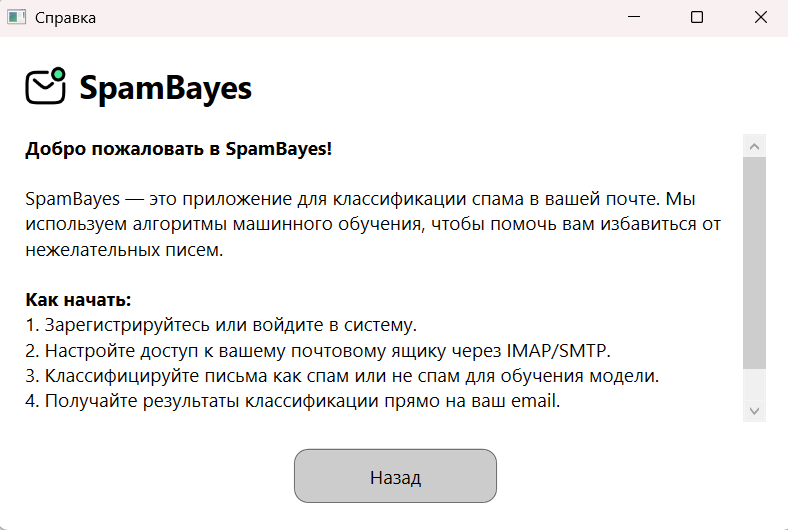 Справка
SpamBayes
Добро пожаловать в SpamBayes!
SpamBayes — это приложение для классификации спама в вашей почте. Мы
используем алгоритмы машинного обучения, чтобы помочь вам избавиться от
нежелательных писем.
Как начать:
1. Зарегистрируйтесь или войдите в систему.
2. Настройте доступ к вашему почтовому ящику через IMAP/SMTP.
3. Классифицируйте письма как спам или не спам для обучения модели.
4. Получайте результаты классификации прямо на ваш email.
Назад